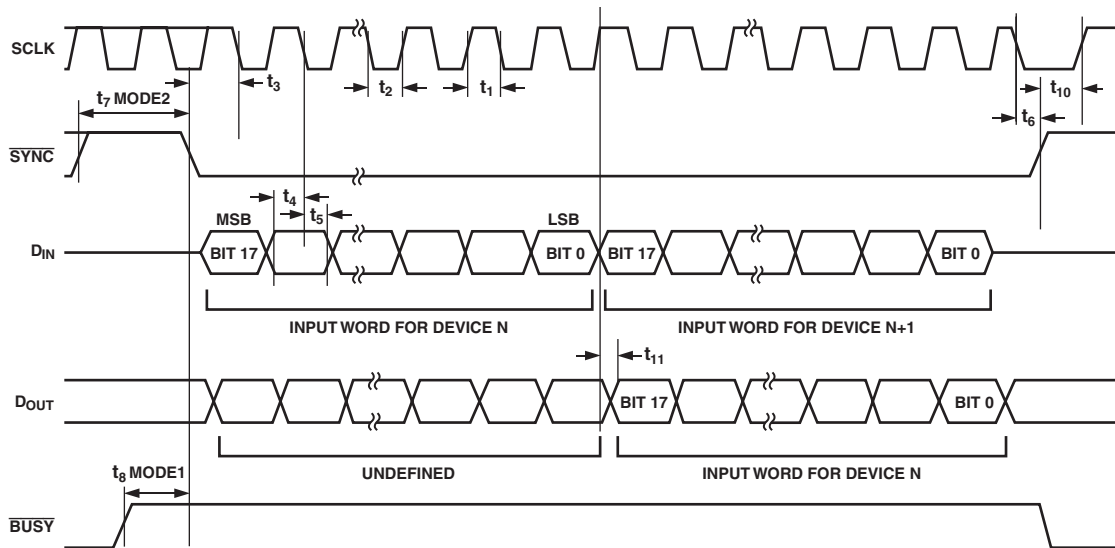 SCLK
t3
t2
t1
t10
t7 MODE2
t6
SYNC
t4
t5
MSB
LSB
DIN
BIT 17
BIT 0
BIT 17
BIT 0
INPUT WORD FOR DEVICE N
INPUT WORD FOR DEVICE N+1
t11
DOUT
BIT 17
BIT 0
UNDEFINED
INPUT WORD FOR DEVICE N
t8 MODE1
BUSY